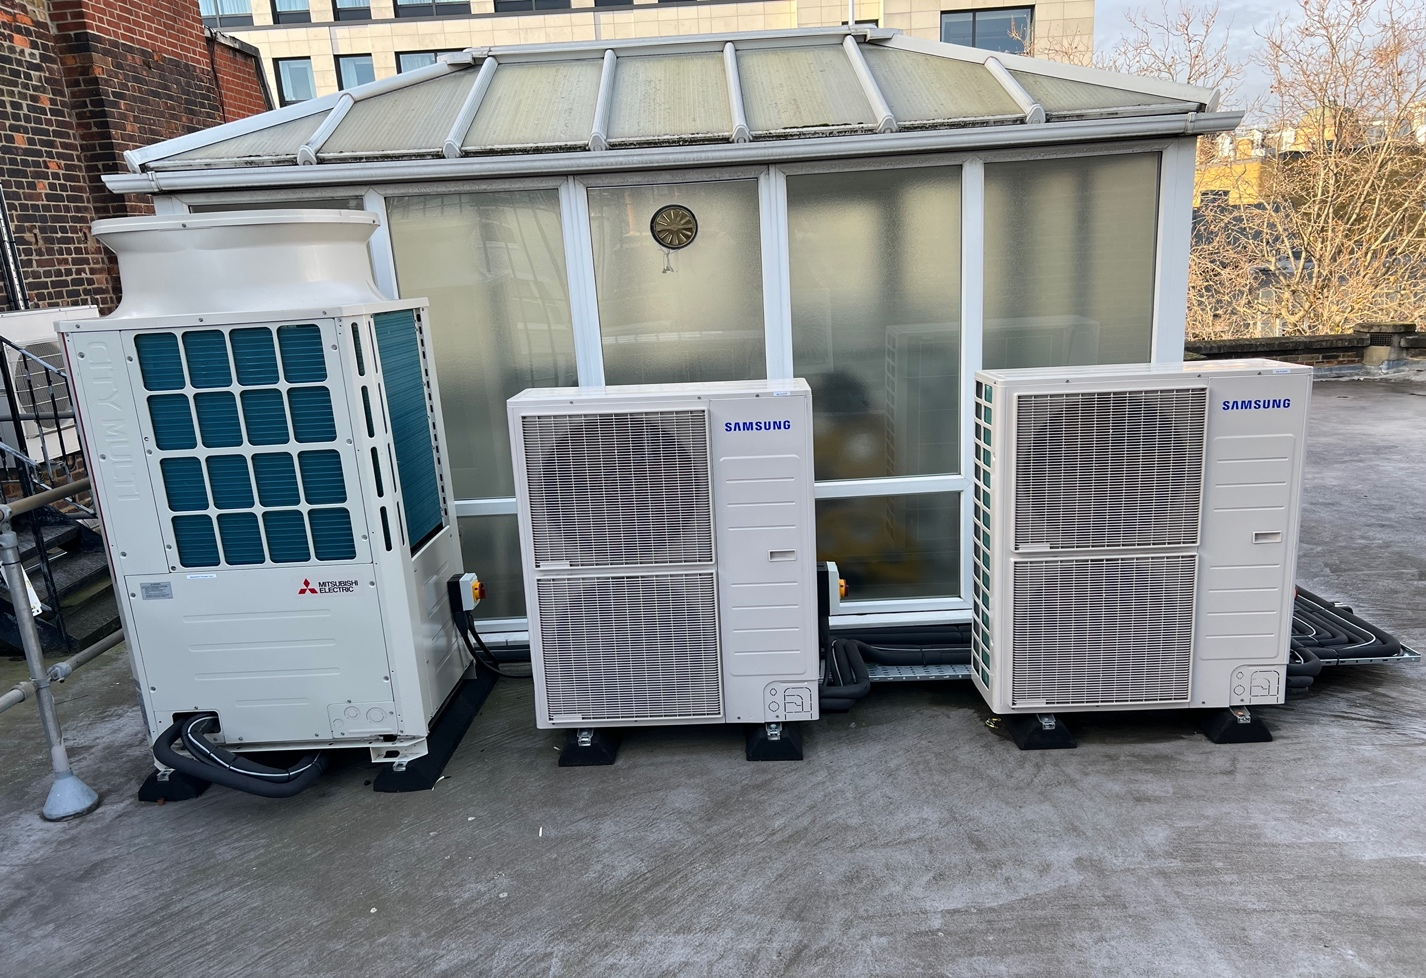 CITY MULTI
MITSUBISHI
ELECTRIC
SAMSUNG
SAMSUNG